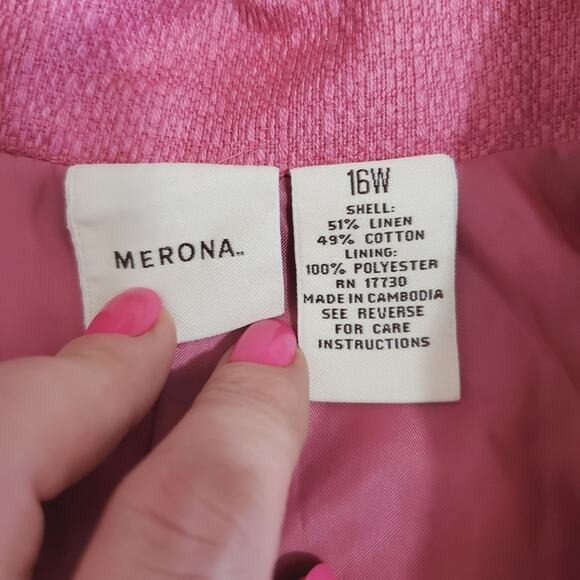 MERONA™
16W
SHELL:
51% LINEN
49% COTTON
LINING:
100% POLYESTER
RN 17730
MADE IN CAMBODIA
SEE REVERSE
FOR CARE
INSTRUCTIONS